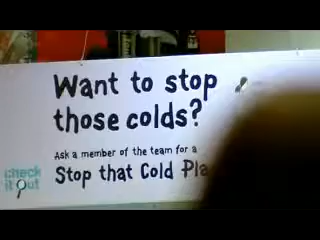 Want to stop
those colds?
Ask a member of the team for a
Stop that Cold Pla
check
it out